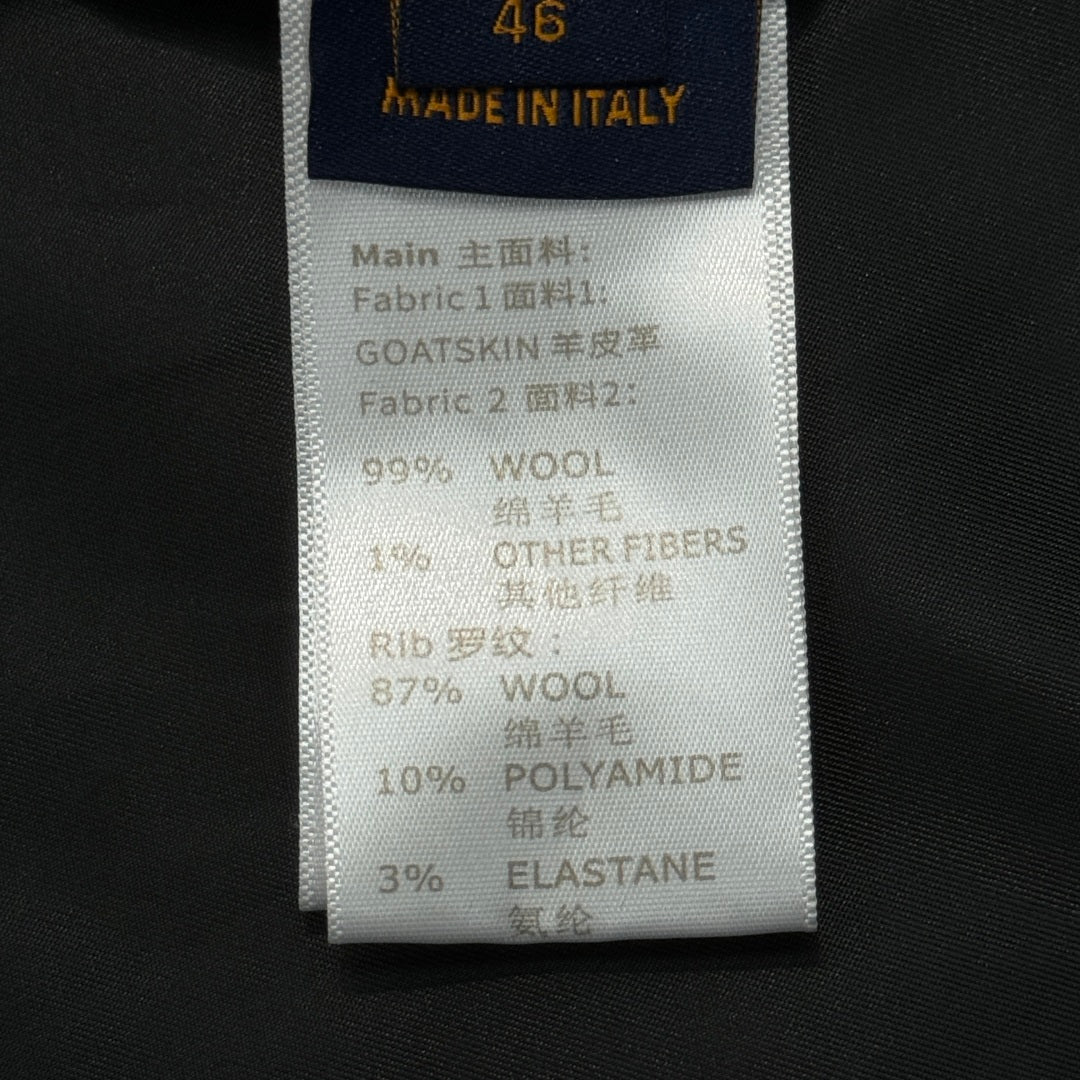 46
MADE IN ITALY
Main 主面料:
Fabric 1 面料1:
GOATSKIN 羊皮革
Fabric 2 面料2:
99% WOOL
绵羊毛
1% OTHER FIBERS
其他纤维
Rib 罗纹 :
87% WOOL
绵羊毛
10% POLYAMIDE
锦纶
3% ELASTANE
氨纶